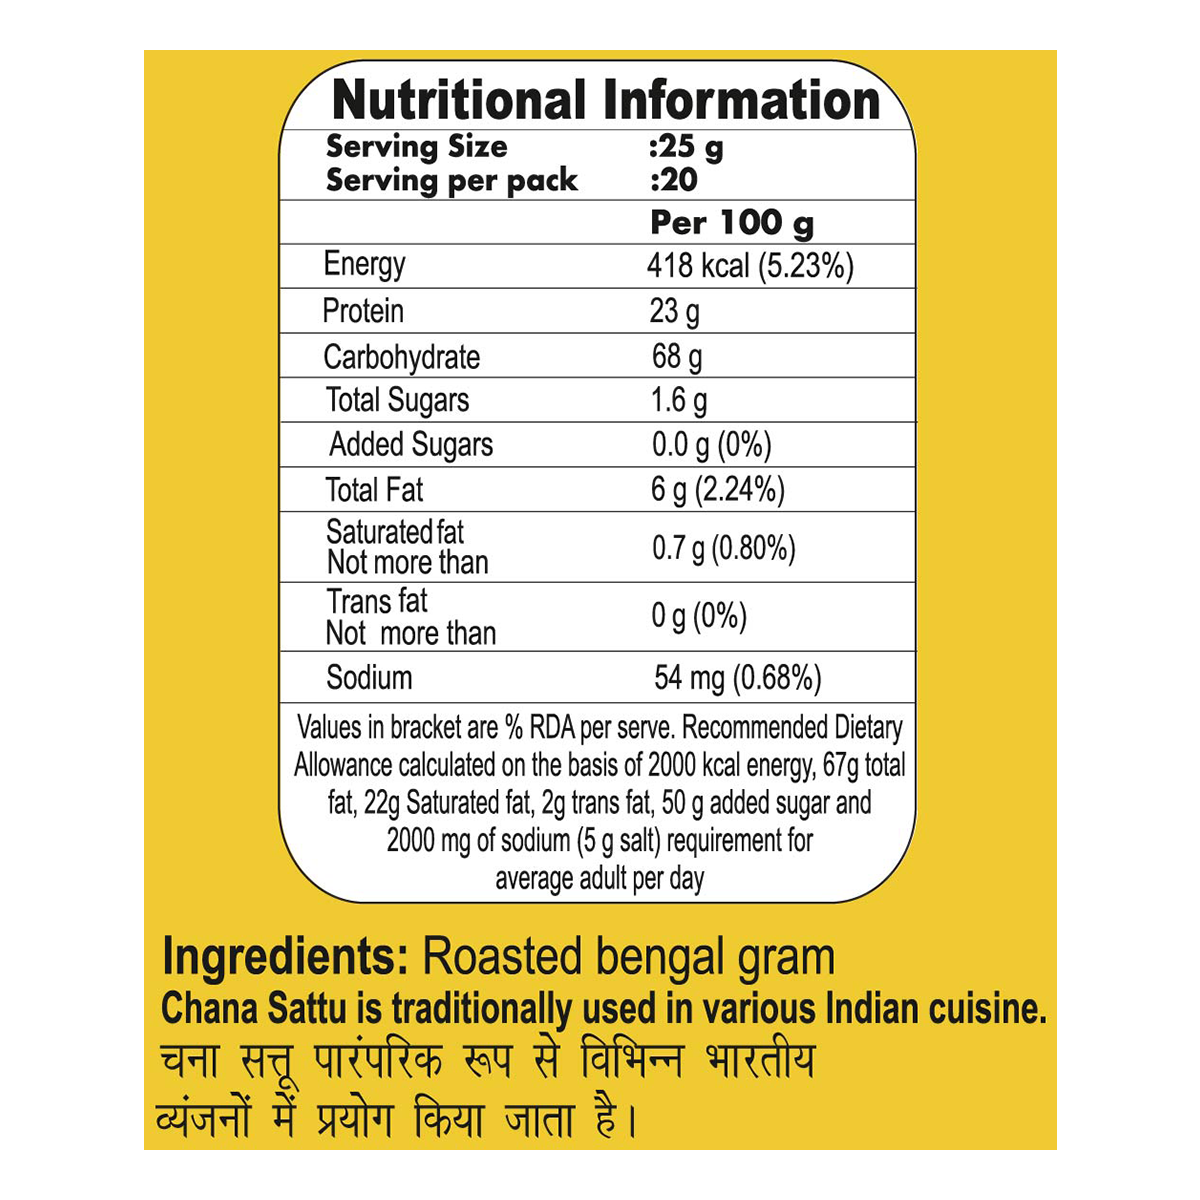 Nutritional Information
Serving Size :25 g
Serving per pack :20
Per 100 g
Energy 418 kcal (5.23%)
Protein 23 g
Carbohydrate 68 g
Total Sugars 1.6 g
Added Sugars 0.0 g (0%)
Total Fat 6 g (2.24%)
Saturated fat
Not more than 0.7 g (0.80%)
Trans fat
Not more than 0 g (0%)
Sodium 54 mg (0.68%)
Values in bracket are % RDA per serve. Recommended Dietary
Allowance calculated on the basis of 2000 kcal energy, 67g total
fat, 22g Saturated fat, 2g trans fat, 50 g added sugar and
2000 mg of sodium (5 g salt) requirement for
average adult per day
Ingredients: Roasted bengal gram
Chana Sattu is traditionally used in various Indian cuisine.
चना सत्तू पारंपरिक रूप से विभिन्न भारतीय
व्यंजनों में प्रयोग किया जाता है।